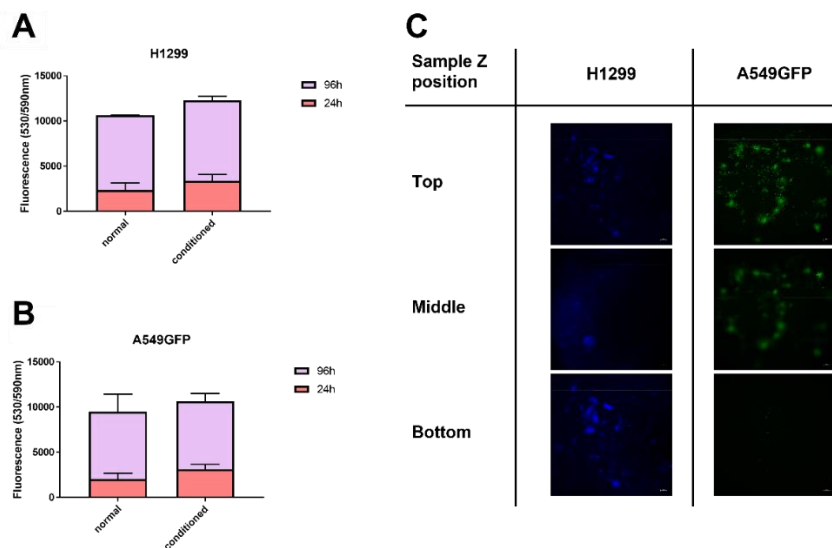 A
H1299
15000
10000
5000
0
Fluorescence (530/590nm)
normal
conditioned
96h
24h
B
A549GFP
15000
10000
5000
0
Fluorescence (530/590nm)
normal
conditioned
96h
24h
C
Sample Z
position
H1299
A549GFP
Top
Middle
Bottom